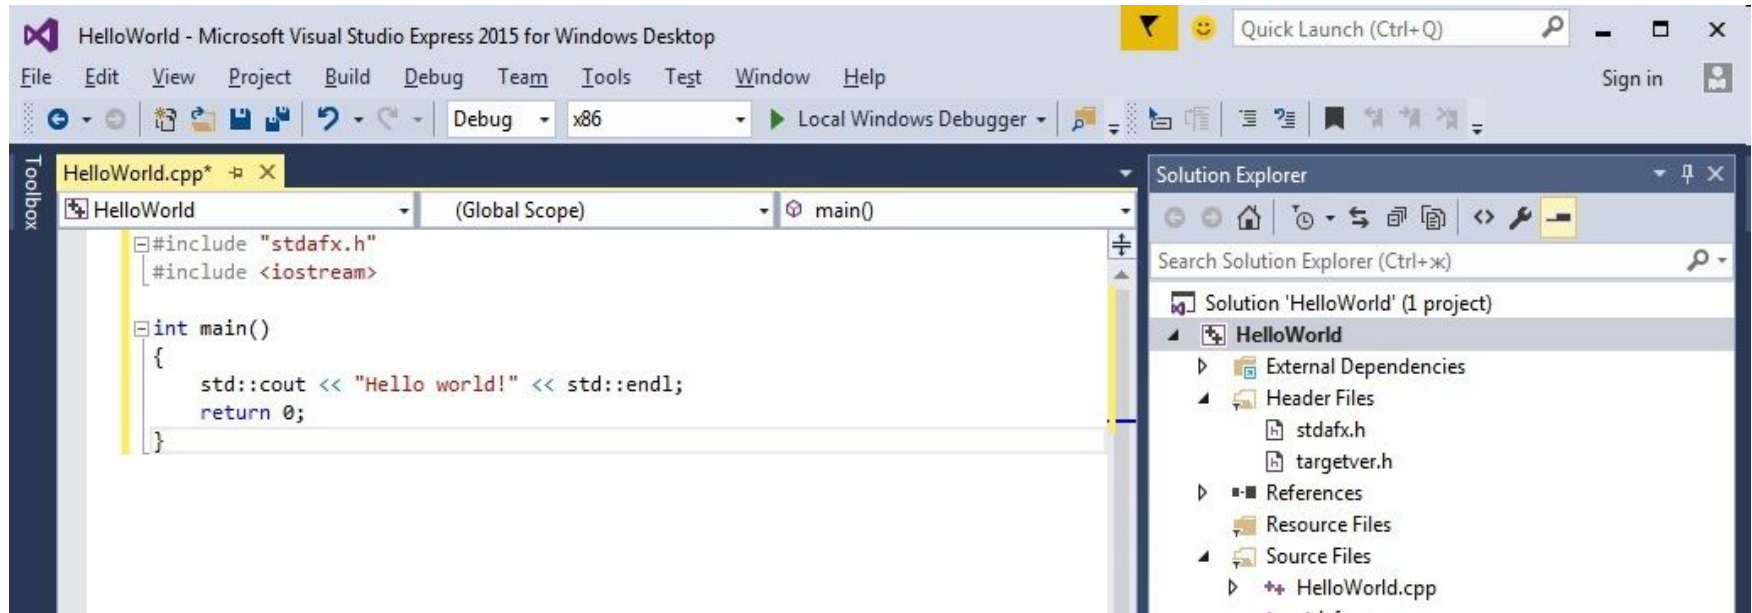 HelloWorld - Microsoft Visual Studio Express 2015 for Windows Desktop
Quick Launch (Ctrl+Q)
File Edit View Project Build Debug Team Tools Test Window Help
Sign in
Debug x86 Local Windows Debugger
Toolbox
HelloWorld.cpp*
HelloWorld (Global Scope) main()
#include "stdafx.h"
#include <iostream>
int main()
{
std::cout << "Hello world!" << std::endl;
return 0;
}
Solution Explorer
Search Solution Explorer (Ctrl+ж)
Solution 'HelloWorld' (1 project)
HelloWorld
External Dependencies
Header Files
stdafx.h
targetver.h
References
Resource Files
Source Files
HelloWorld.cpp